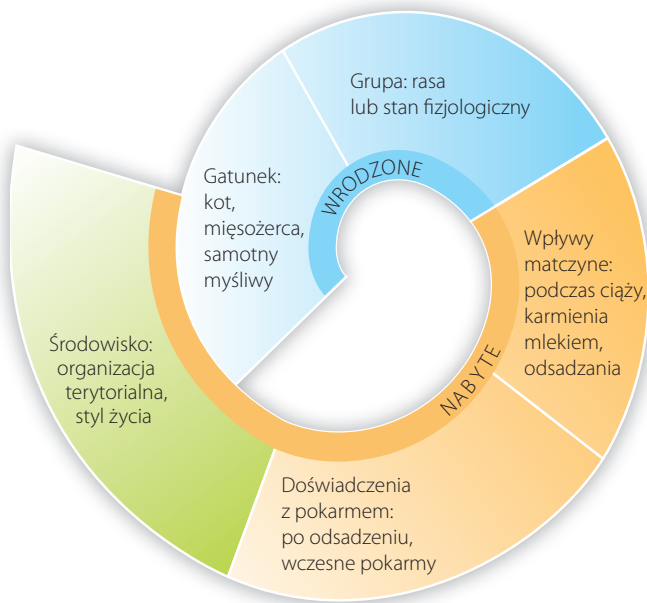 Grupa: rasa
lub stan fizjologiczny
WRODZONE
Gatunek:
kot,
mięsożerca,
samotny
myśliwy
Wpływy
matczyne:
podczas ciąży,
karmienia
mlekiem,
odsadzania
NABYTE
Środowisko:
organizacja
terytorialna,
styl życia
Doświadczenia
z pokarmem:
po odsadzeniu,
wczesne pokarmy